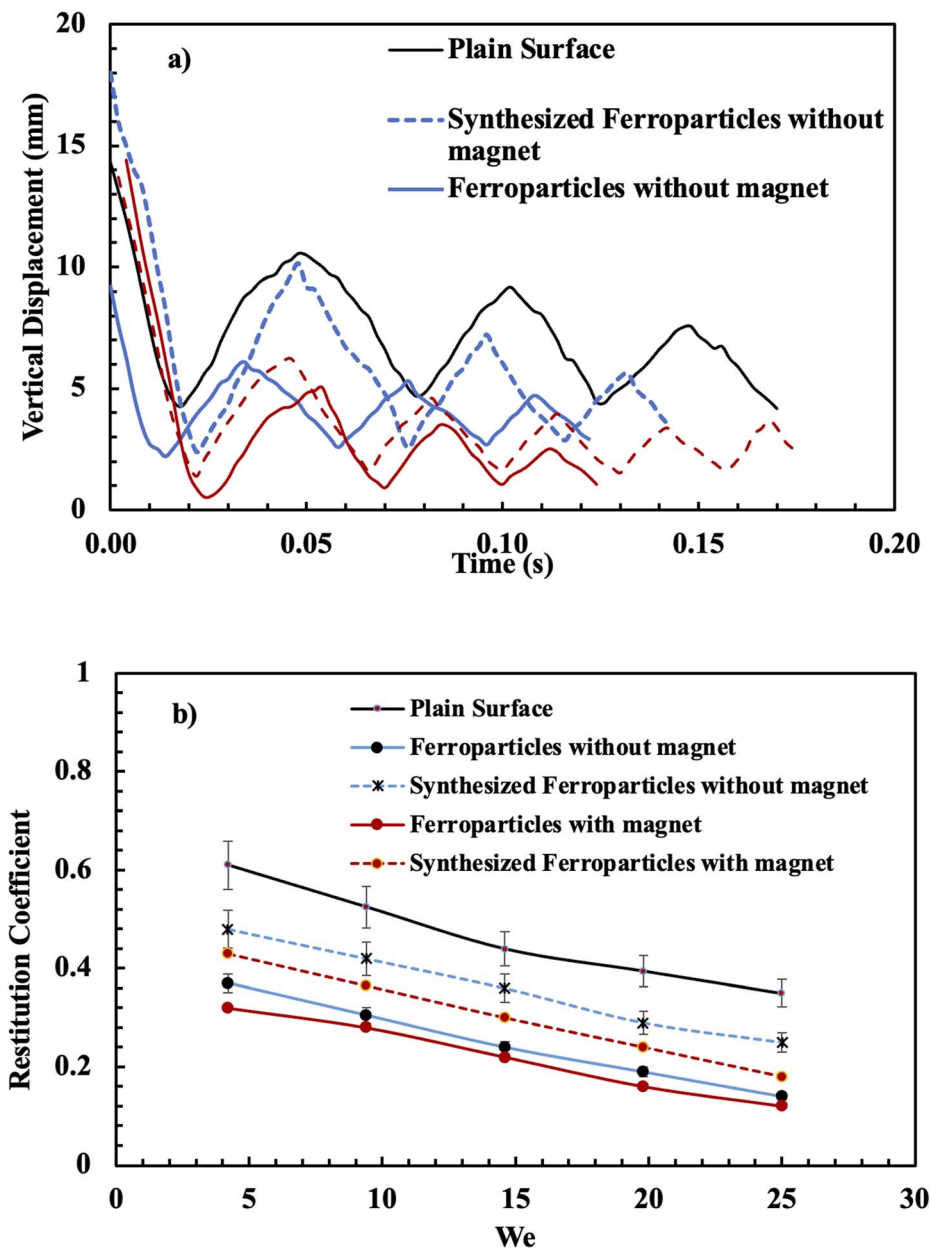 20
15
10
5
0
a)
Plain Surface
Synthesized Ferroparticles without
magnet
Ferroparticles without magnet
Vertical Displacement (mm)
0.00 0.05 0.10 0.15 0.20
Time (s)
1
0.8
0.6
0.4
0.2
0
b)
Plain Surface
Ferroparticles without magnet
Synthesized Ferroparticles without magnet
Ferroparticles with magnet
Synthesized Ferroparticles with magnet
Restitution Coefficient
0 5 10 15 20 25 30
We